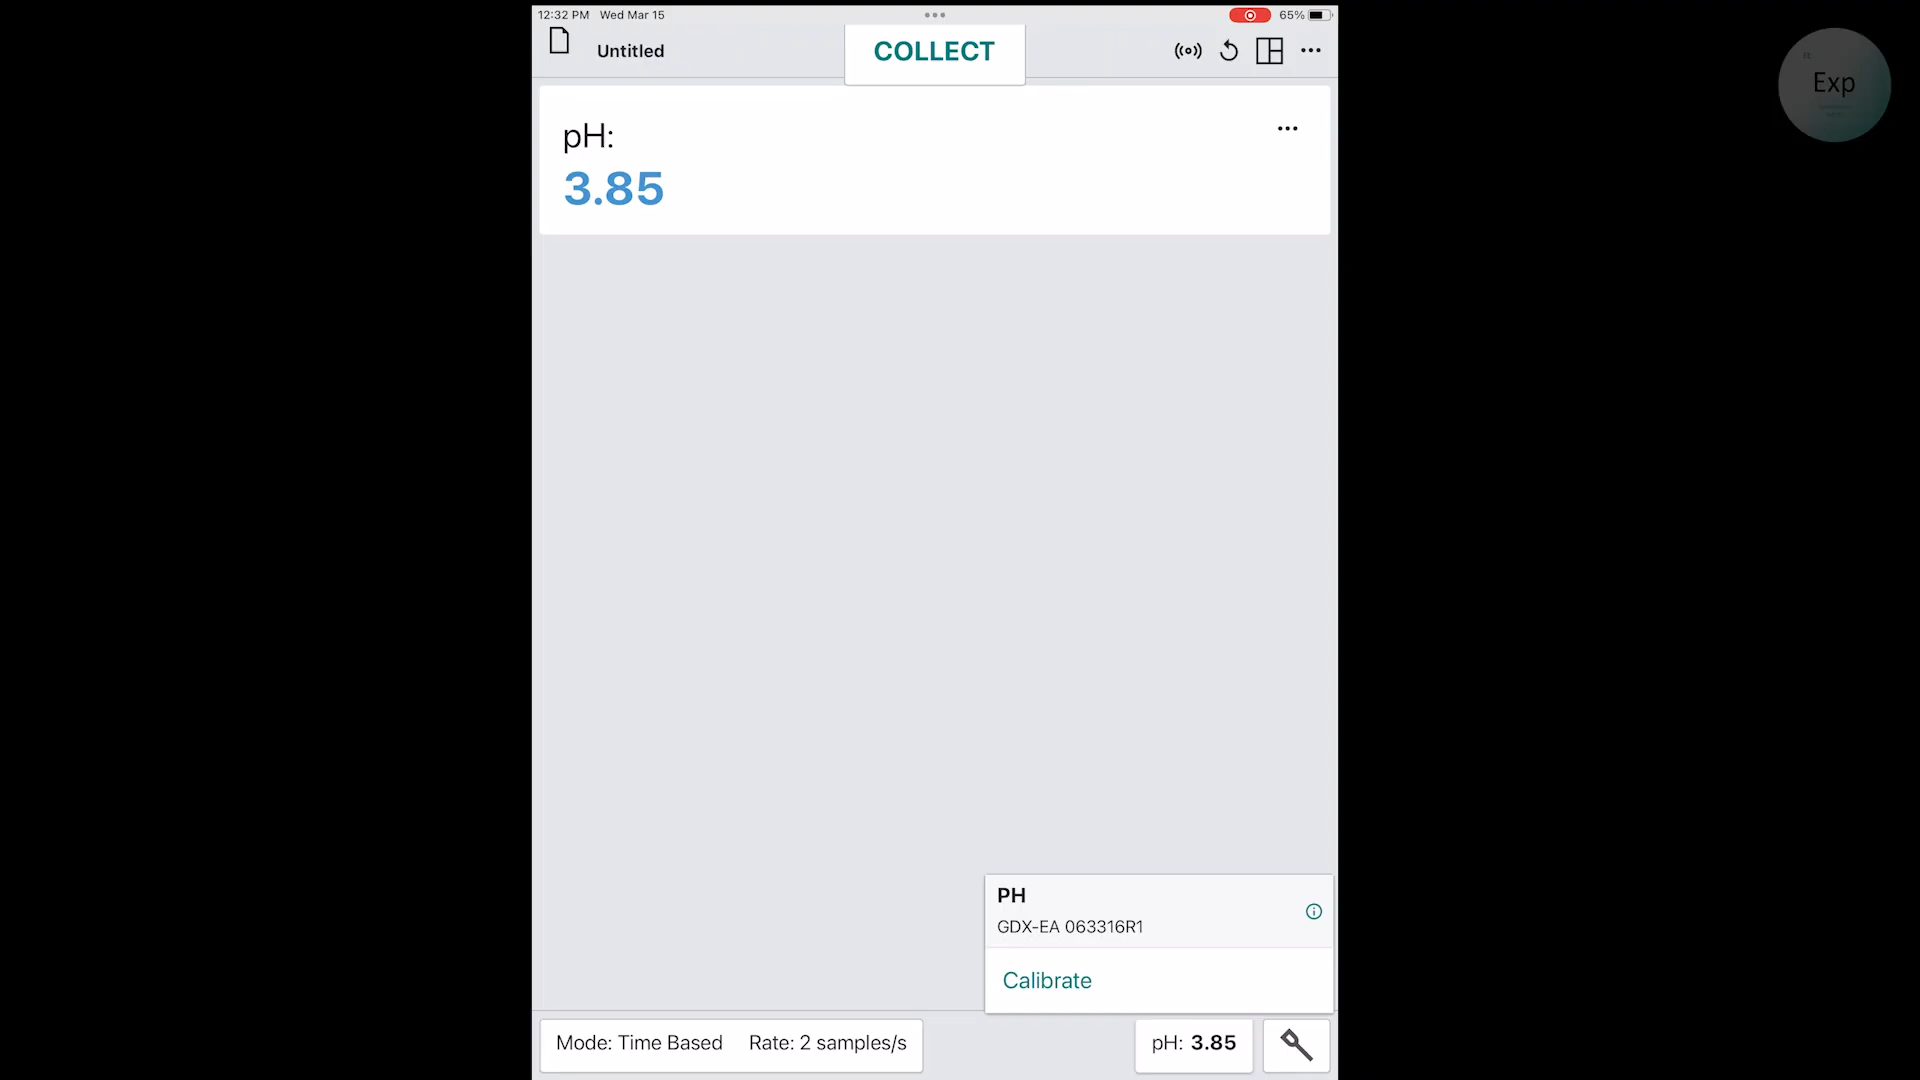 12:32 PM Wed Mar 15
65%
Untitled
COLLECT
Exp
pH:
3.85
PH
GDX-EA 063316R1
Calibrate
Mode: Time Based Rate: 2 samples/s
pH: 3.85